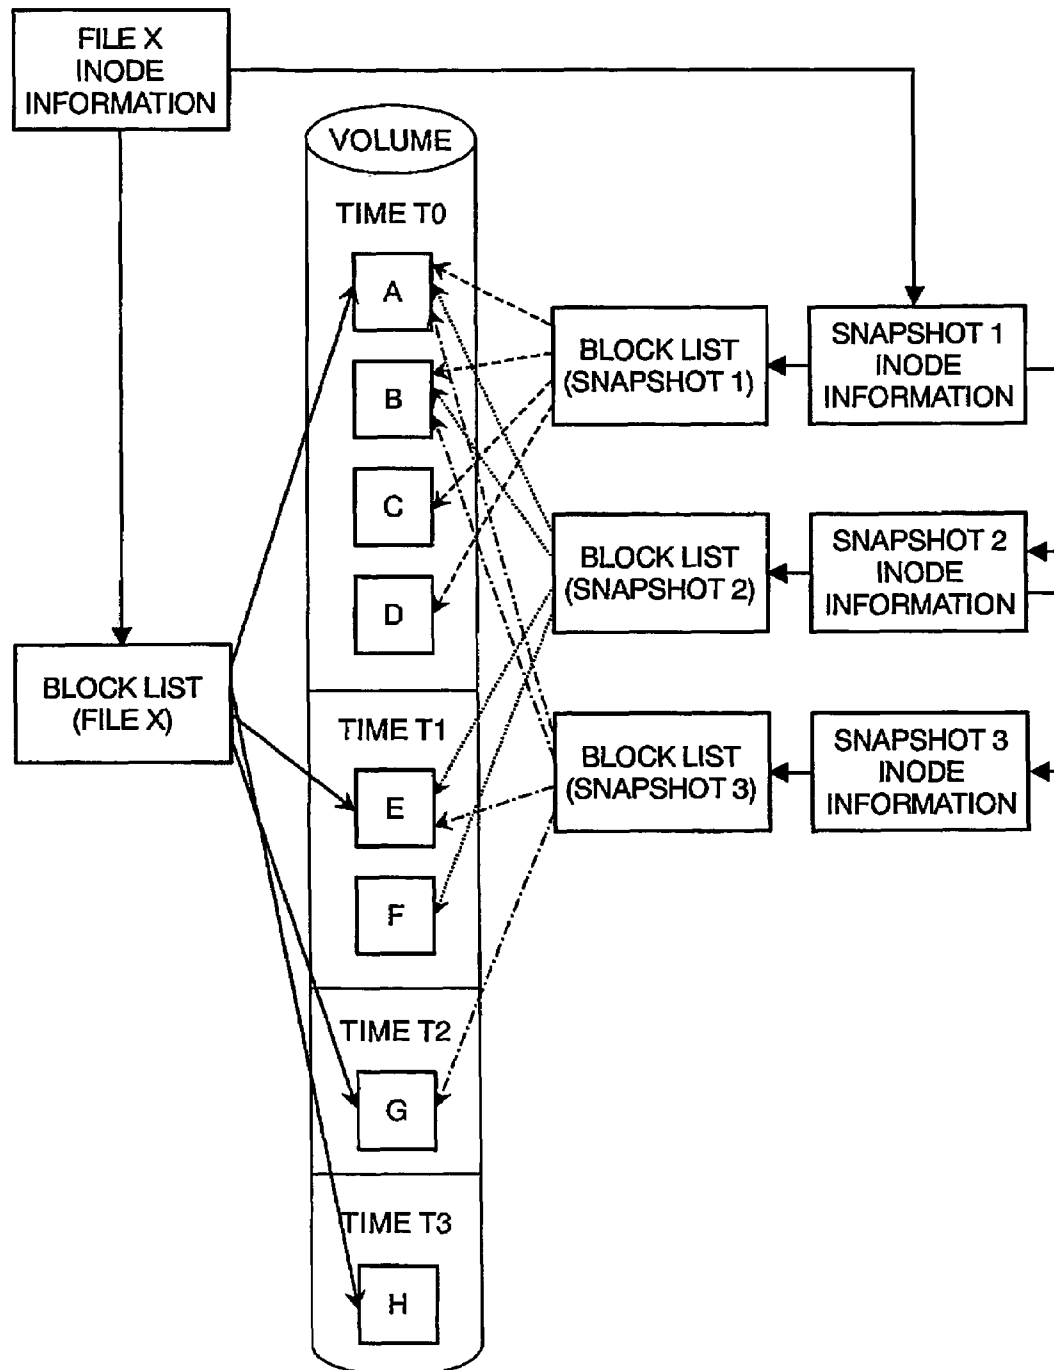 FILE X
INODE
INFORMATION
VOLUME
TIME T0
A
B
C
D
BLOCK LIST
(SNAPSHOT 1)
SNAPSHOT 1
INODE
INFORMATION
BLOCK LIST
(SNAPSHOT 2)
SNAPSHOT 2
INODE
INFORMATION
BLOCK LIST
(FILE X)
TIME T1
E
F
BLOCK LIST
(SNAPSHOT 3)
SNAPSHOT 3
INODE
INFORMATION
TIME T2
G
TIME T3
H